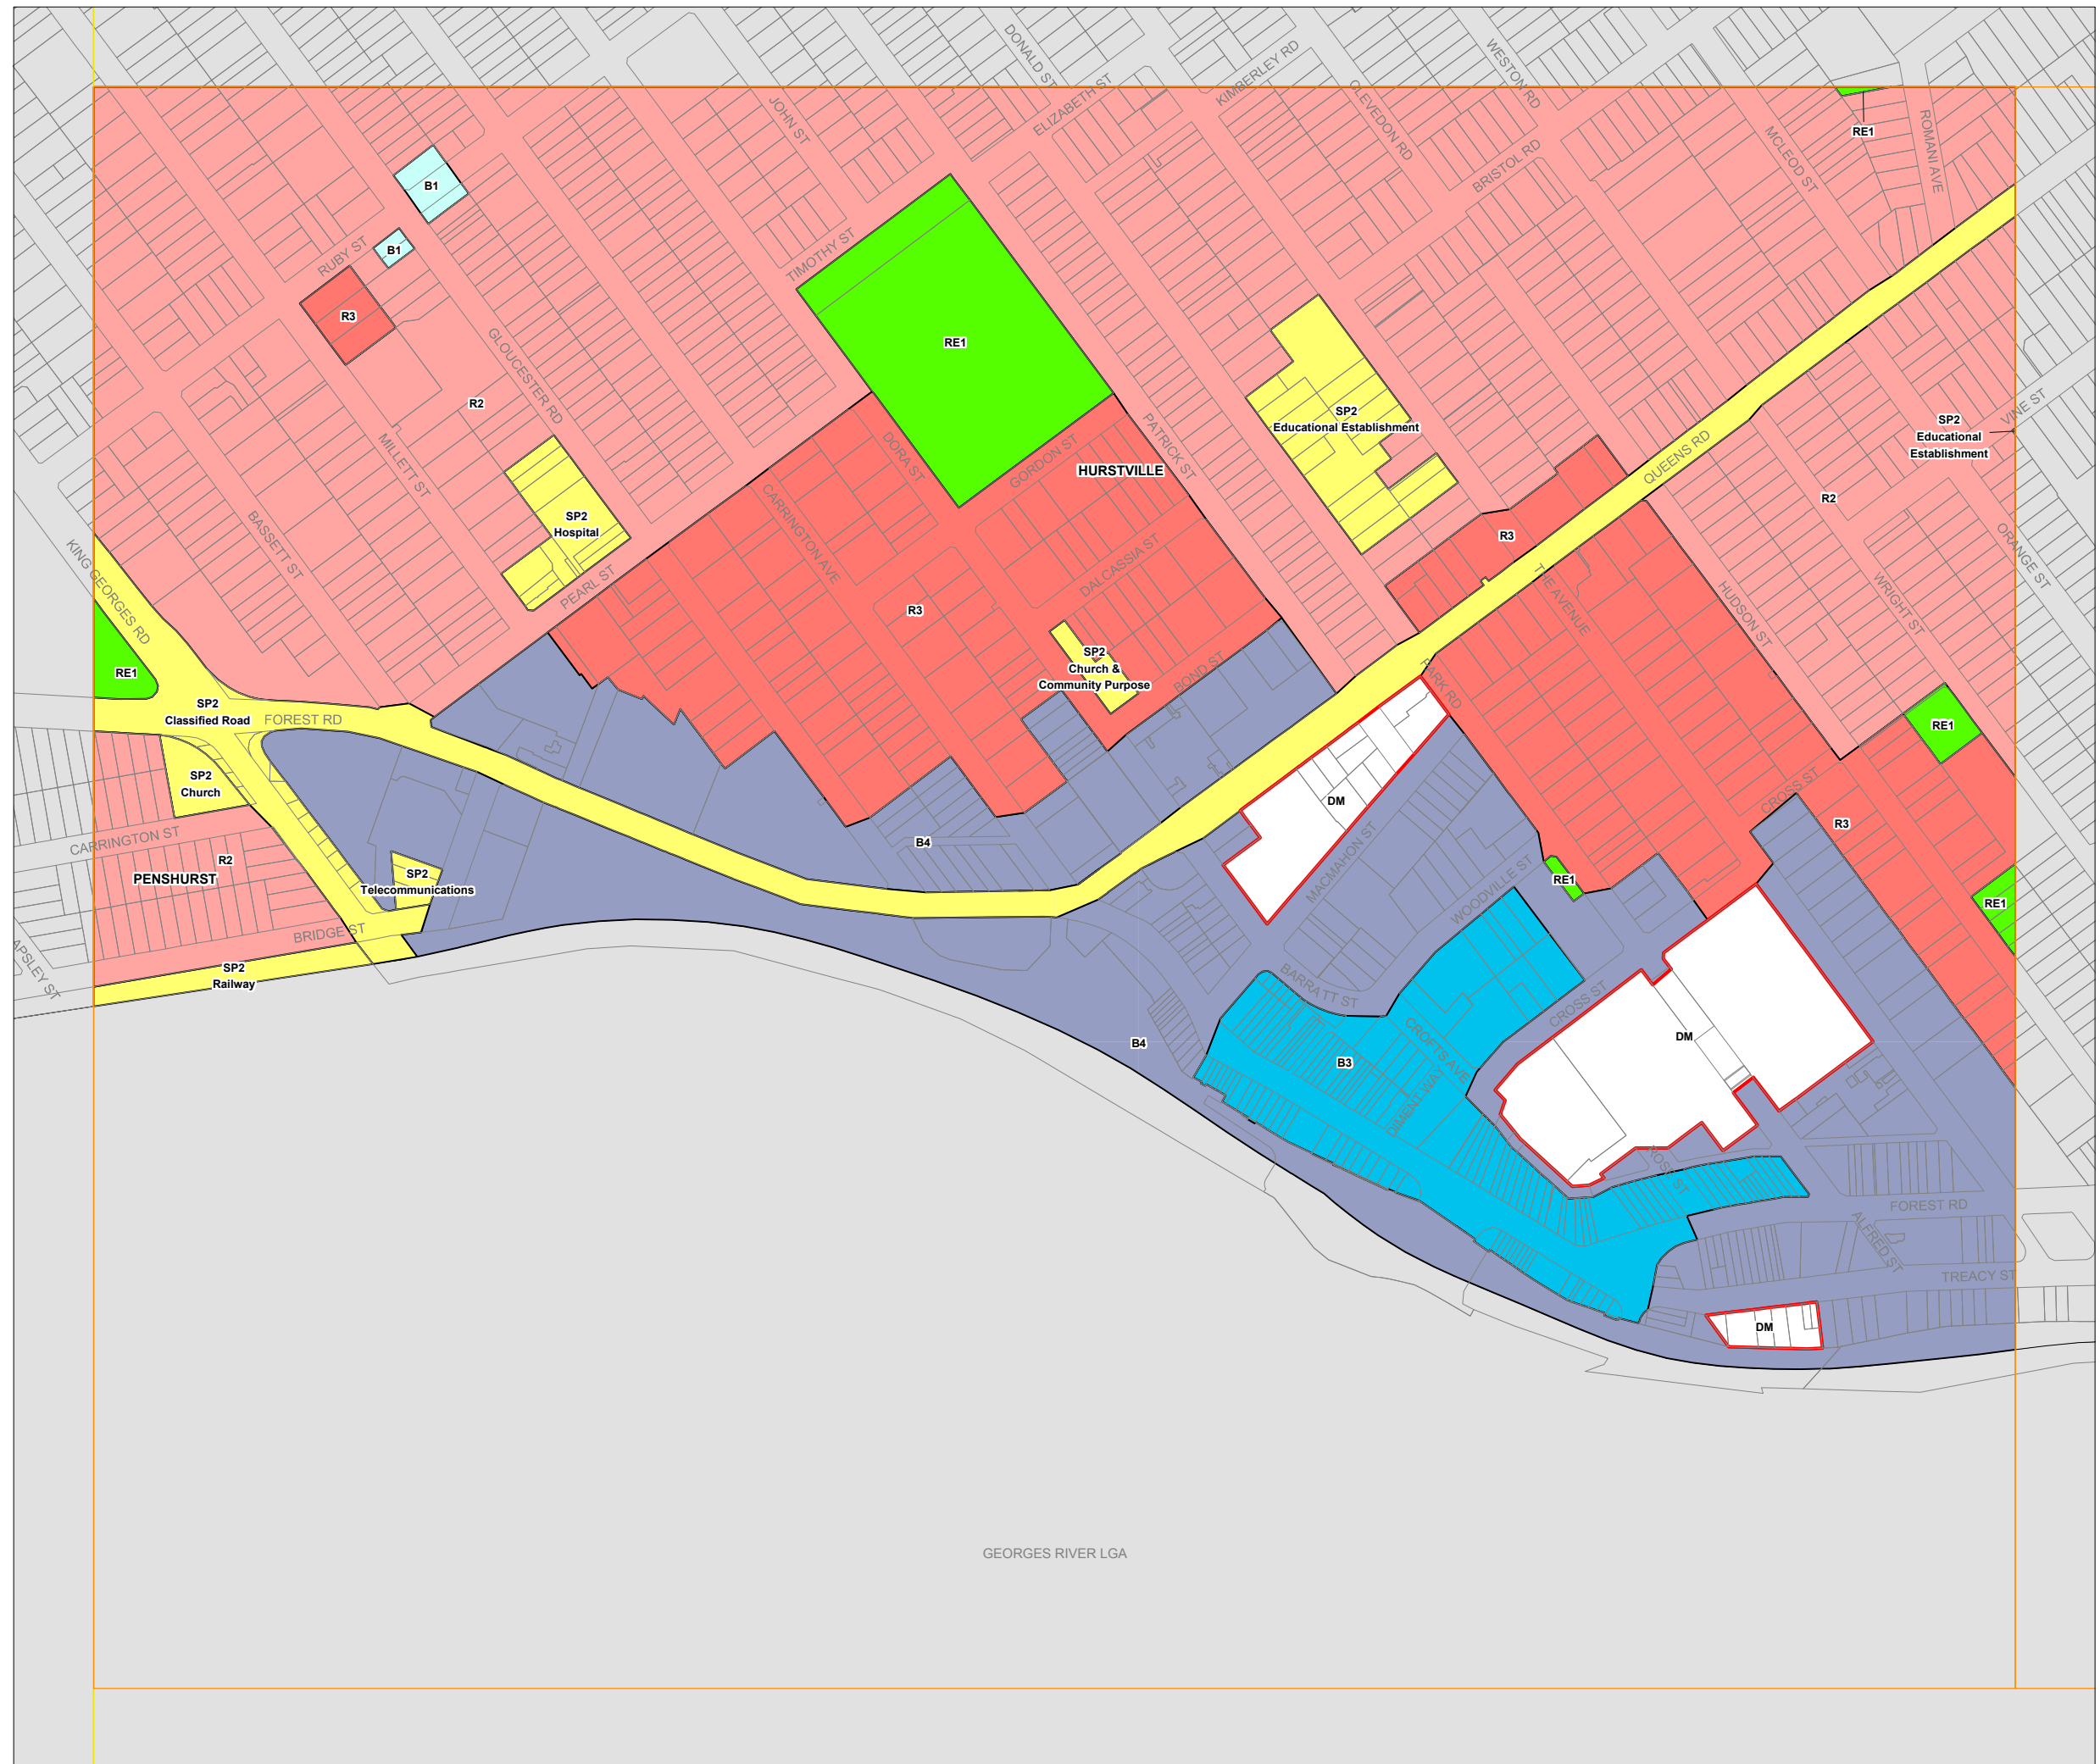 DONALD ST
ELIZABETH ST
KIMBERLEY RD
WESTON RD
CLEVEDON RD
JOHN ST
BRISTOL RD
MCLEOD ST
ROMANI AVE
RE1
B1
B1
RUBY ST
TIMOTHY ST
R3
GLOUCESTER RD
RE1
R2
SP2
Educational Establishment
SP2
Educational
Establishment
VINE ST
MILLETT ST
DORA ST
GORDON ST
HURSTVILLE
PATRICK ST
QUEENS RD
R2
CARRINGTON AVE
SP2
Hospital
BASSETT ST
PEARL ST
DALCASSIA ST
R3
THE AVENUE
HUDSON ST
WRIGHT ST
ORANGE ST
KING GEORGES RD
R3
SP2
Church &
Community Purpose
BOND ST
PARK RD
RE1
SP2
Classified Road
FOREST RD
RE1
SP2
Church
DM
CROSS ST
R3
CARRINGTON ST
R2
PENSHURST
B4
MACMAHON ST
WOODVILLE ST
RE1
RE1
SP2
Telecommunications
BRIDGE ST
APSLEY ST
SP2
Railway
BARRATT ST
CROSS ST
B4
B3
CROFTS AVE
DIMENT WAY
DM
ROSE ST
FOREST RD
ALFRED ST
TREACY ST
DM
GEORGES RIVER LGA